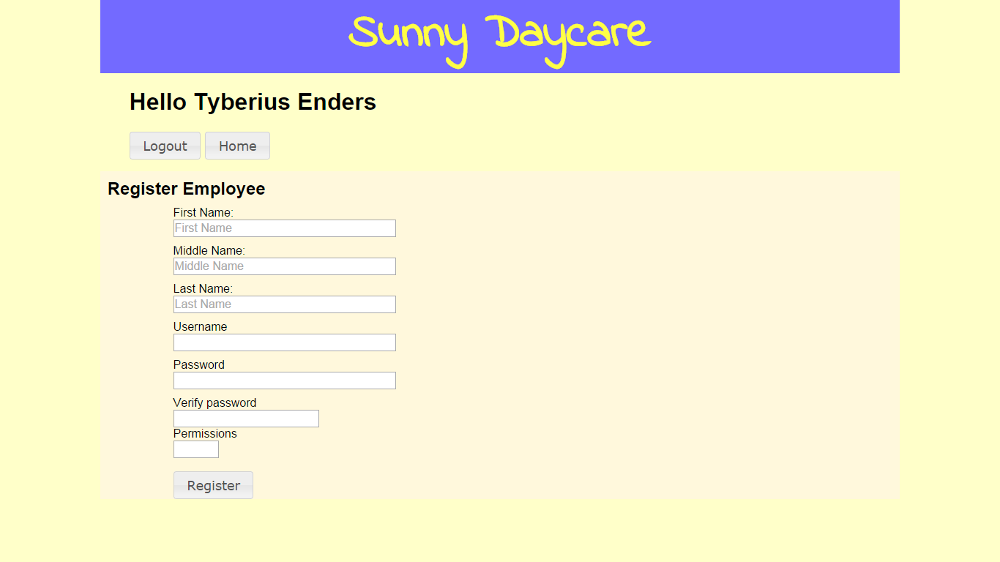 Sunny Daycare
Hello Tyberius Enders
Logout Home
Register Employee
First Name:
First Name
Middle Name:
Middle Name
Last Name:
Last Name
Username
Password
Verify password
Permissions
Register